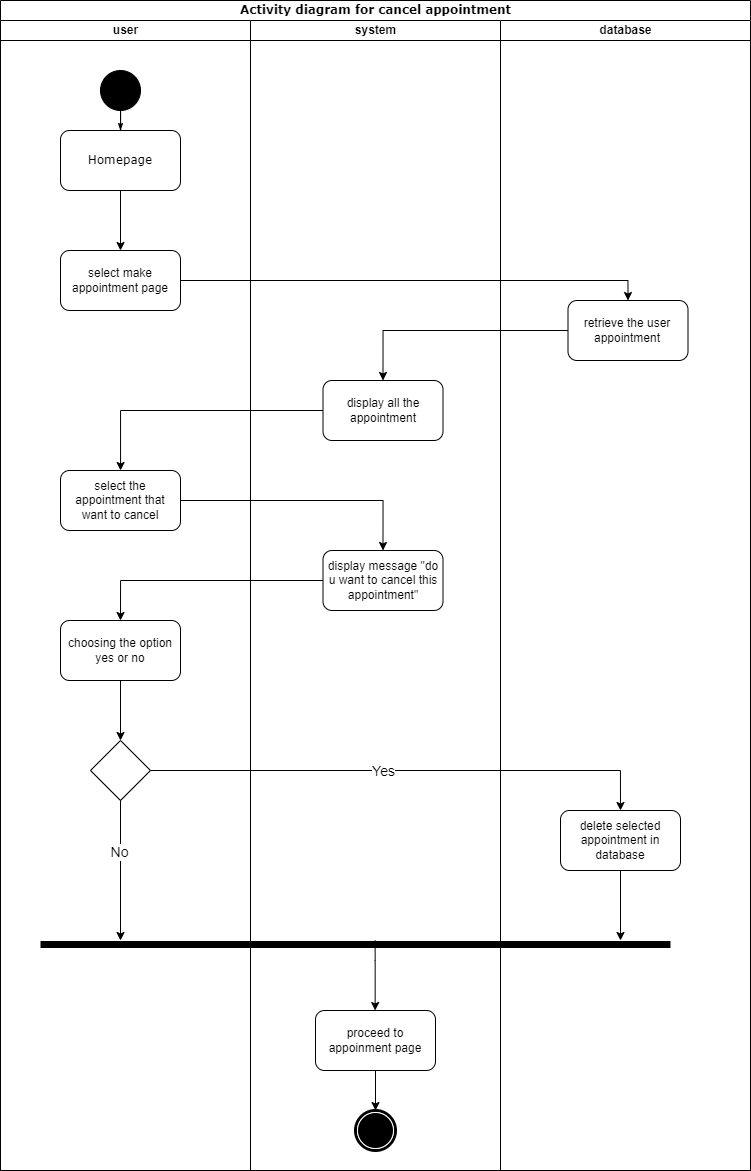 Activity diagram for cancel appointment
user
system
database
Homepage
select make
appointment page
retrieve the user
appointment
display all the
appointment
select the
appointment that
want to cancel
display message "do
u want to cancel this
appointment"
choosing the option
yes or no
Yes
delete selected
appointment in
database
No
proceed to
appoinment page